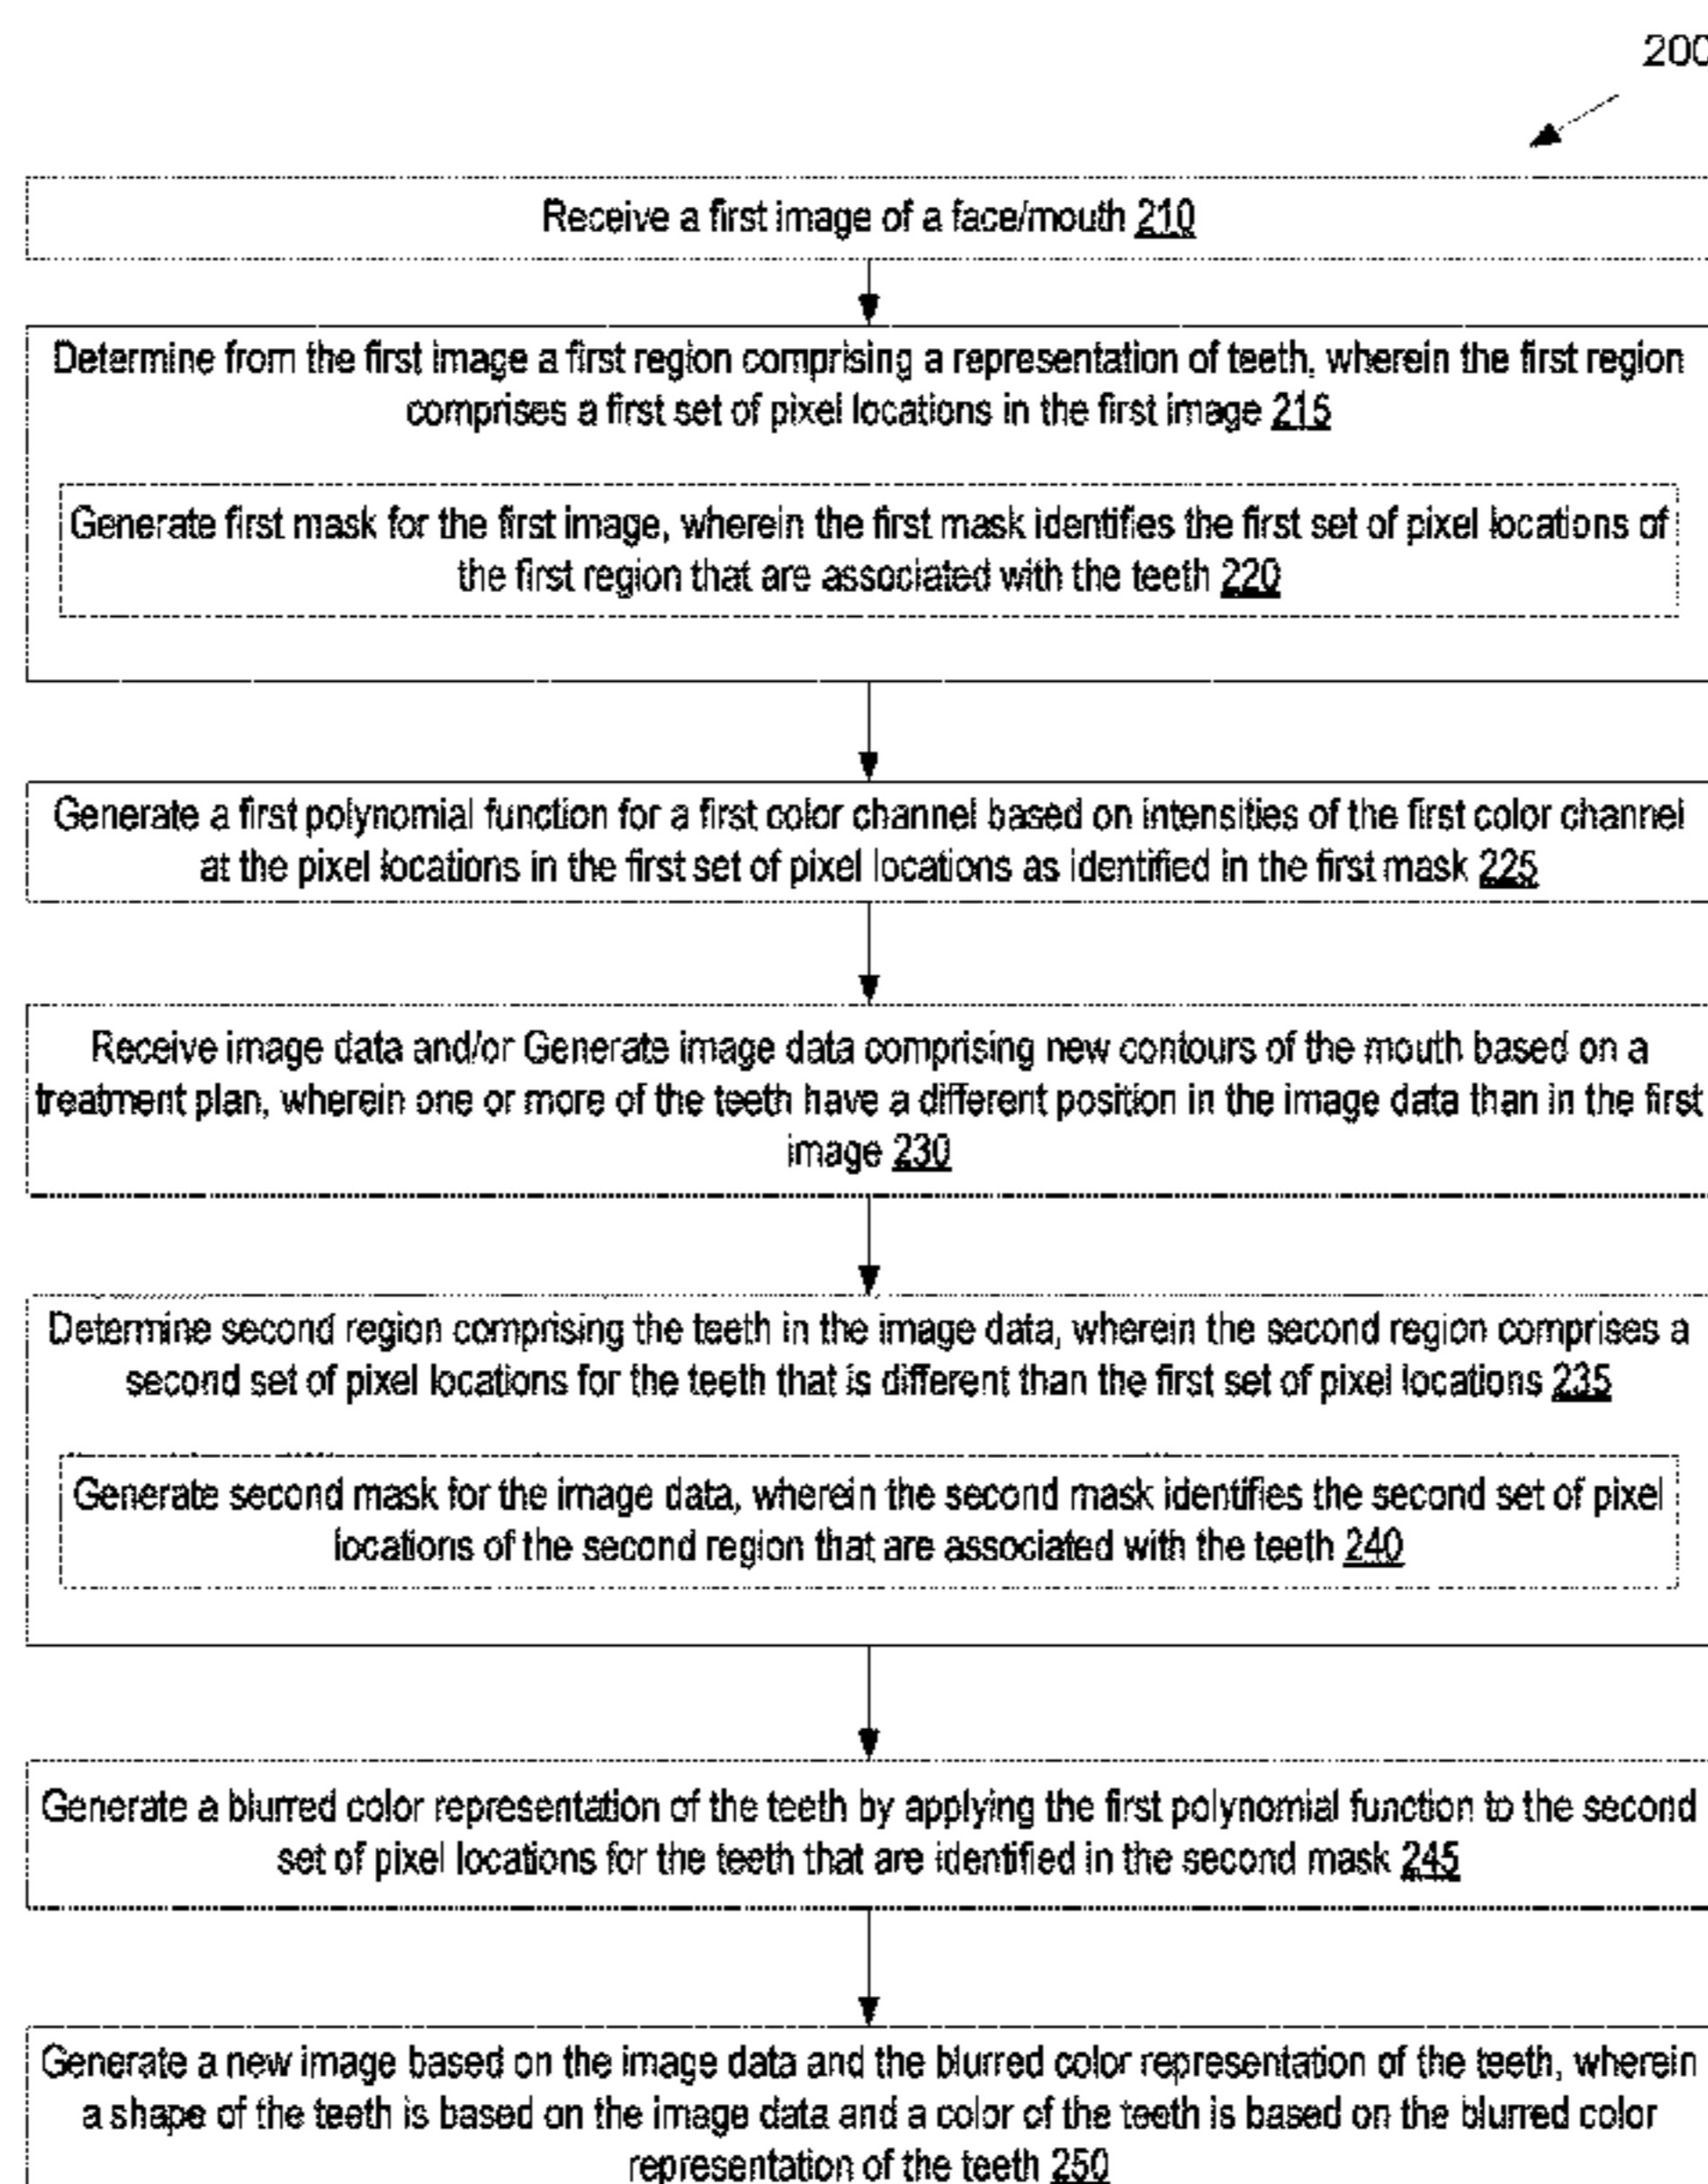 200
Receive a first image of a face/mouth 210
Determine from the first image a first region comprising a representation of teeth, wherein the first region
comprises a first set of pixel locations in the first image 215
Generate first mask for the first image, wherein the first mask identifies the first set of pixel locations of
the first region that are associated with the teeth 220
Generate a first polynomial function for a first color channel based on intensities of the first color channel
at the pixel locations in the first set of pixel locations as identified in the first mask 225
Receive image data and/or Generate image data comprising new contours of the mouth based on a
treatment plan, wherein one or more of the teeth have a different position in the image data than in the first
image 230
Determine second region comprising the teeth in the image data, wherein the second region comprises a
second set of pixel locations for the teeth that is different than the first set of pixel locations 235
Generate second mask for the image data, wherein the second mask identifies the second set of pixel
locations of the second region that are associated with the teeth 240
Generate a blurred color representation of the teeth by applying the first polynomial function to the second
set of pixel locations for the teeth that are identified in the second mask 245
Generate a new image based on the image data and the blurred color representation of the teeth, wherein
a shape of the teeth is based on the image data and a color of the teeth is based on the blurred color
representation of the teeth 250